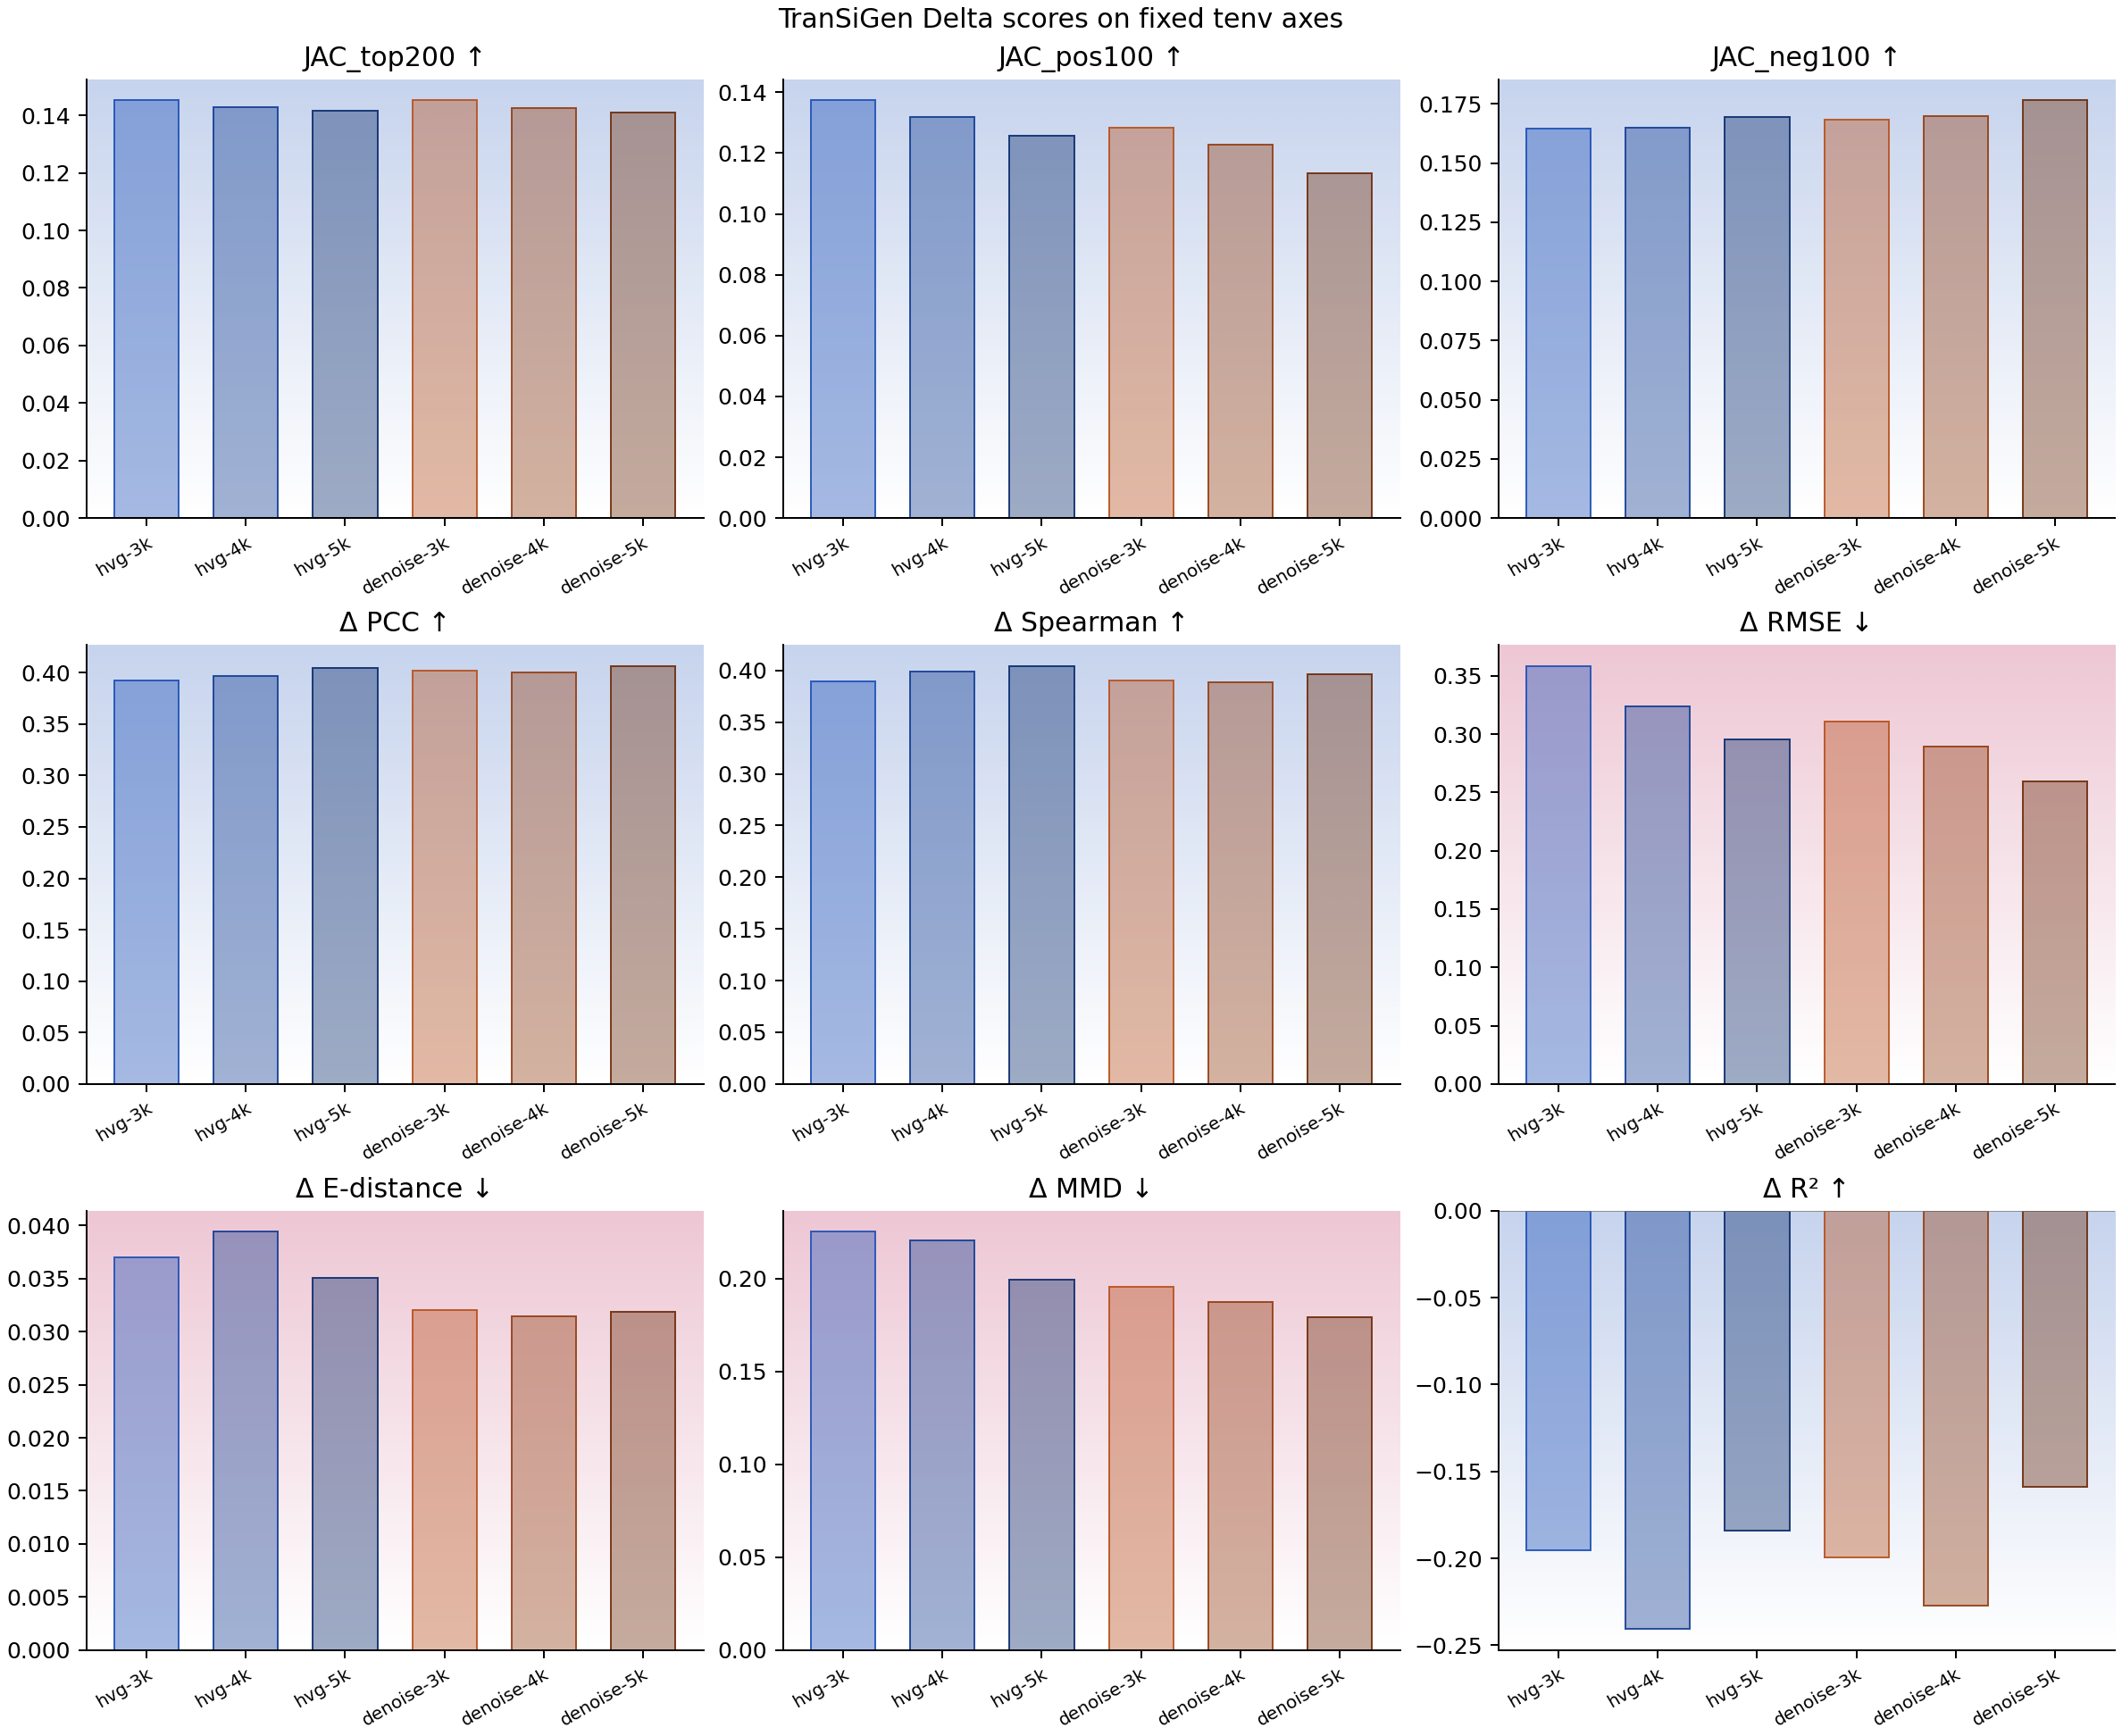 TranSiGen Delta scores on fixed tenv axes
JAC_top200 ↑
0.14
0.12
0.10
0.08
0.06
0.04
0.02
0.00
hvg-3k
hvg-4k
hvg-5k
denoise-3k
denoise-4k
denoise-5k
JAC_pos100 ↑
0.14
0.12
0.10
0.08
0.06
0.04
0.02
0.00
hvg-3k
hvg-4k
hvg-5k
denoise-3k
denoise-4k
denoise-5k
JAC_neg100 ↑
0.175
0.150
0.125
0.100
0.075
0.050
0.025
0.000
hvg-3k
hvg-4k
hvg-5k
denoise-3k
denoise-4k
denoise-5k
Δ PCC ↑
0.40
0.35
0.30
0.25
0.20
0.15
0.10
0.05
0.00
hvg-3k
hvg-4k
hvg-5k
denoise-3k
denoise-4k
denoise-5k
Δ Spearman ↑
0.40
0.35
0.30
0.25
0.20
0.15
0.10
0.05
0.00
hvg-3k
hvg-4k
hvg-5k
denoise-3k
denoise-4k
denoise-5k
Δ RMSE ↓
0.35
0.30
0.25
0.20
0.15
0.10
0.05
0.00
hvg-3k
hvg-4k
hvg-5k
denoise-3k
denoise-4k
denoise-5k
Δ E-distance ↓
0.040
0.035
0.030
0.025
0.020
0.015
0.010
0.005
0.000
hvg-3k
hvg-4k
hvg-5k
denoise-3k
denoise-4k
denoise-5k
Δ MMD ↓
0.20
0.15
0.10
0.05
0.00
hvg-3k
hvg-4k
hvg-5k
denoise-3k
denoise-4k
denoise-5k
Δ R² ↑
0.00
−0.05
−0.10
−0.15
−0.20
−0.25
hvg-3k
hvg-4k
hvg-5k
denoise-3k
denoise-4k
denoise-5k